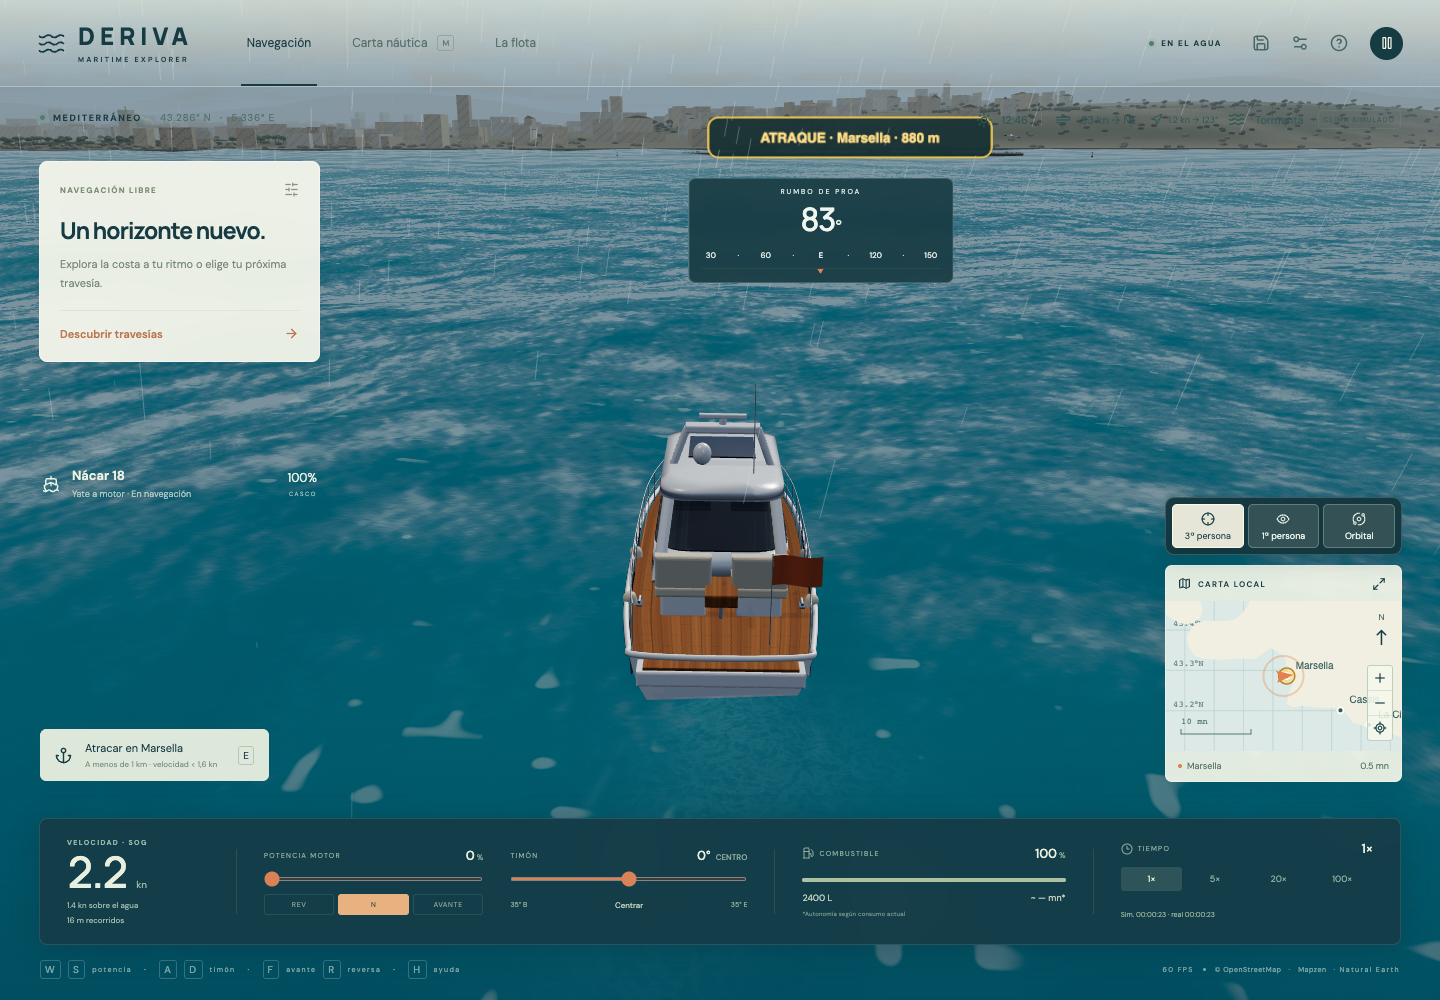 DERIVA
MARITIME EXPLORER
Navegación
Carta náutica M
La flota
EN EL AGUA
MEDITERRÁNEO · 43.286° N · 5.336° E
12:46
12 kn → 123°
Tormenta
ATRAQUE · Marsella · 880 m
RUMBO DE PROA
83°
30 · 60 · E · 120 · 150
NAVEGACIÓN LIBRE
Un horizonte nuevo.
Explora la costa a tu ritmo o elige tu próxima
travesía.
Descubrir travesías
Nácar 18
Yate a motor · En navegación
100%
CASCO
3ª persona
1ª persona
Orbital
CARTA LOCAL
N
43.3°N
43.2°N
10 mn
Marsella
Marsella
0.5 mn
Atracar en Marsella
A menos de 1 km · velocidad < 1,6 kn
E
VELOCIDAD · SOG
2.2 kn
1.4 kn sobre el agua
16 m recorridos
POTENCIA MOTOR 0 %
REV N AVANTE
TIMÓN 0° CENTRO
35° B Centrar 35° E
COMBUSTIBLE 100 %
2400 L ~ — mn*
*Autonomía según consumo actual
TIEMPO 1×
1× 5× 20× 100×
Sim. 00:00:23 · real 00:00:23
W S potencia · A D timón · F avante R reversa · H ayuda
60 FPS • © OpenStreetMap · Mapzen · Natural Earth